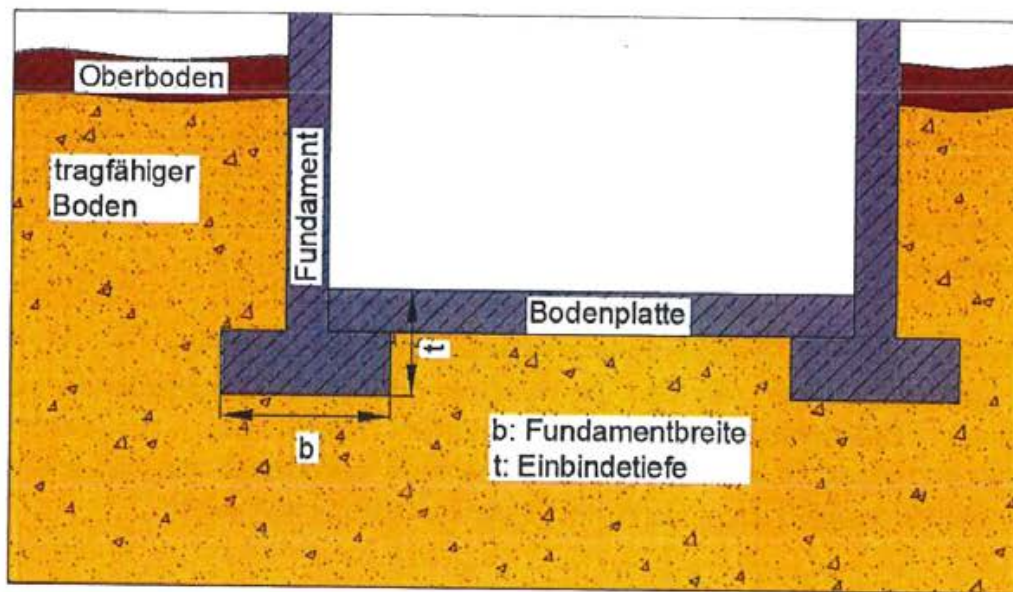 Oberboden
tragfähiger
Boden
Fundament
Bodenplatte
t
b
b: Fundamentbreite
t: Einbindetiefe